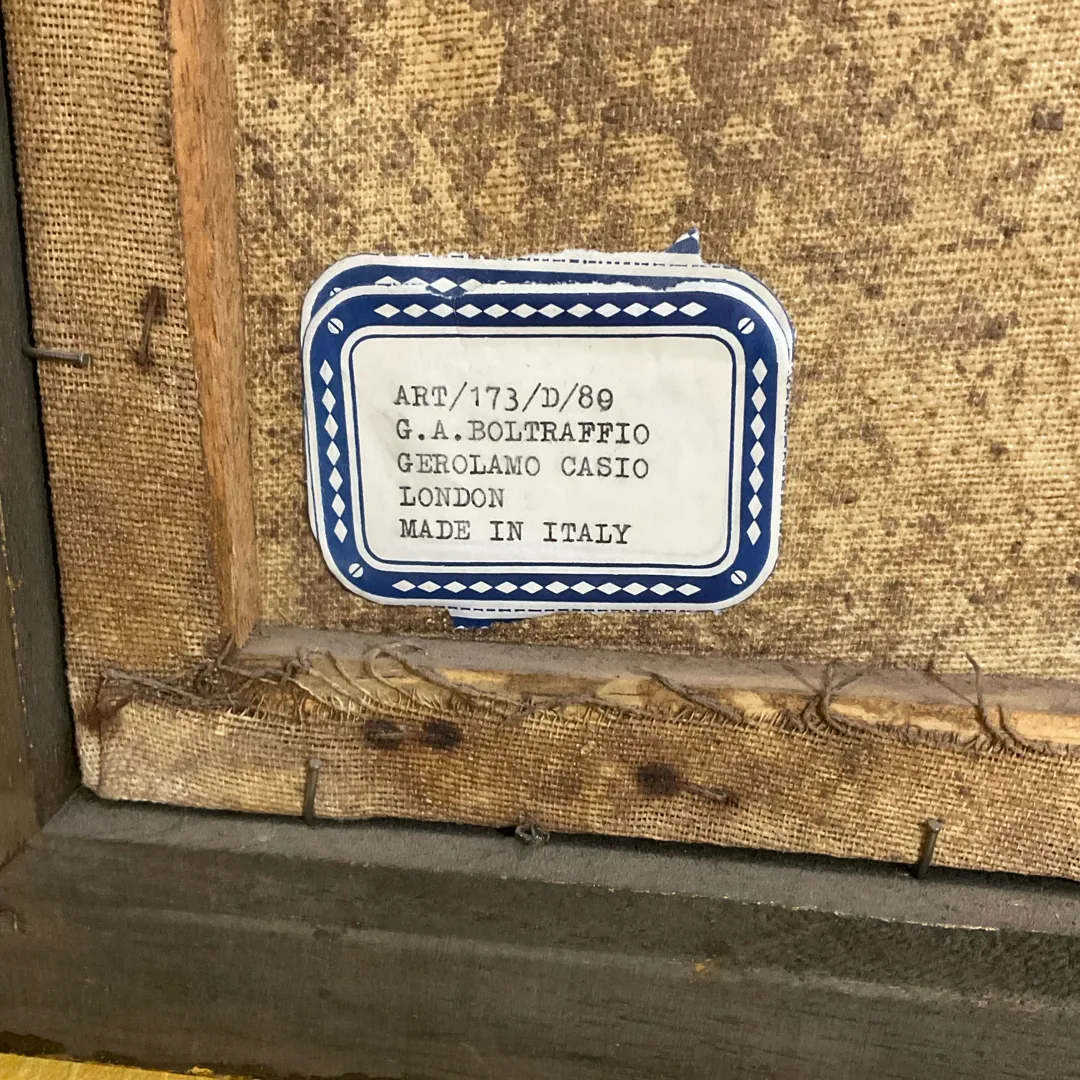 ART/173/D/89
G.A.BOLTRAFFIO
GEROLAMO CASIO
LONDON
MADE IN ITALY